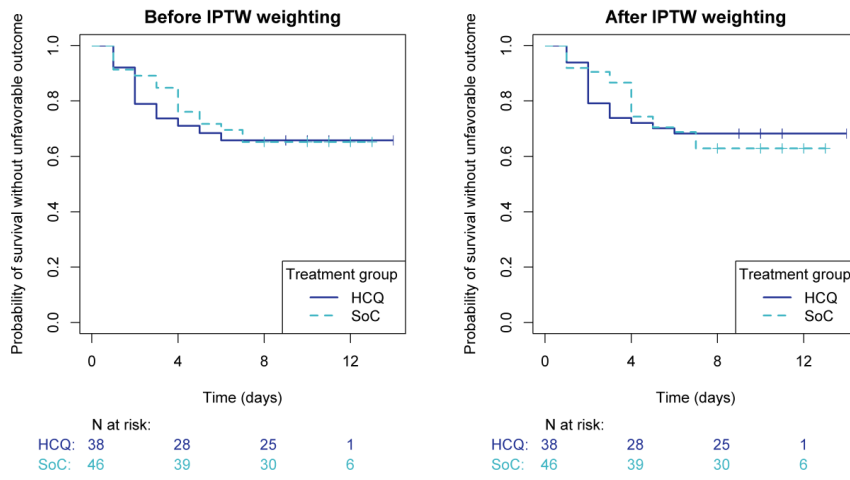 Before IPTW weighting
Probability of survival without unfavorable outcome
1.0
0.8
0.6
0.4
0.2
0.0
Treatment group
HCQ
SoC
0 4 8 12
Time (days)
N at risk:
HCQ: 38 28 25 1
SoC: 46 39 30 6
After IPTW weighting
Probability of survival without unfavorable outcome
1.0
0.8
0.6
0.4
0.2
0.0
Treatment group
HCQ
SoC
0 4 8 12
Time (days)
N at risk:
HCQ: 38 28 25 1
SoC: 46 39 30 6